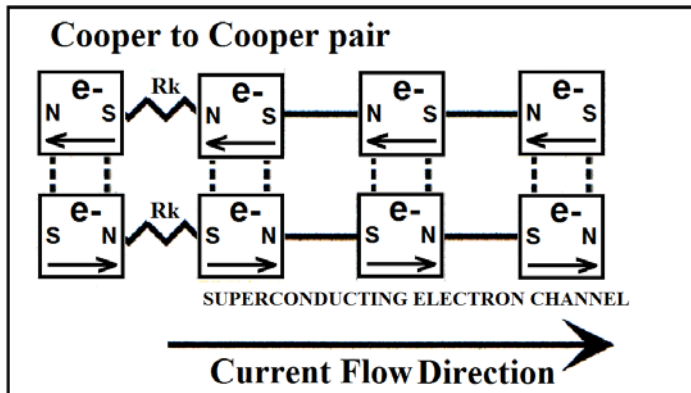 Cooper to Cooper pair
e- Rk e- e- e-
N S N S N S N S
e- Rk e- e- e-
S N S N S N S N
SUPERCONDUCTING ELECTRON CHANNEL
Current Flow Direction